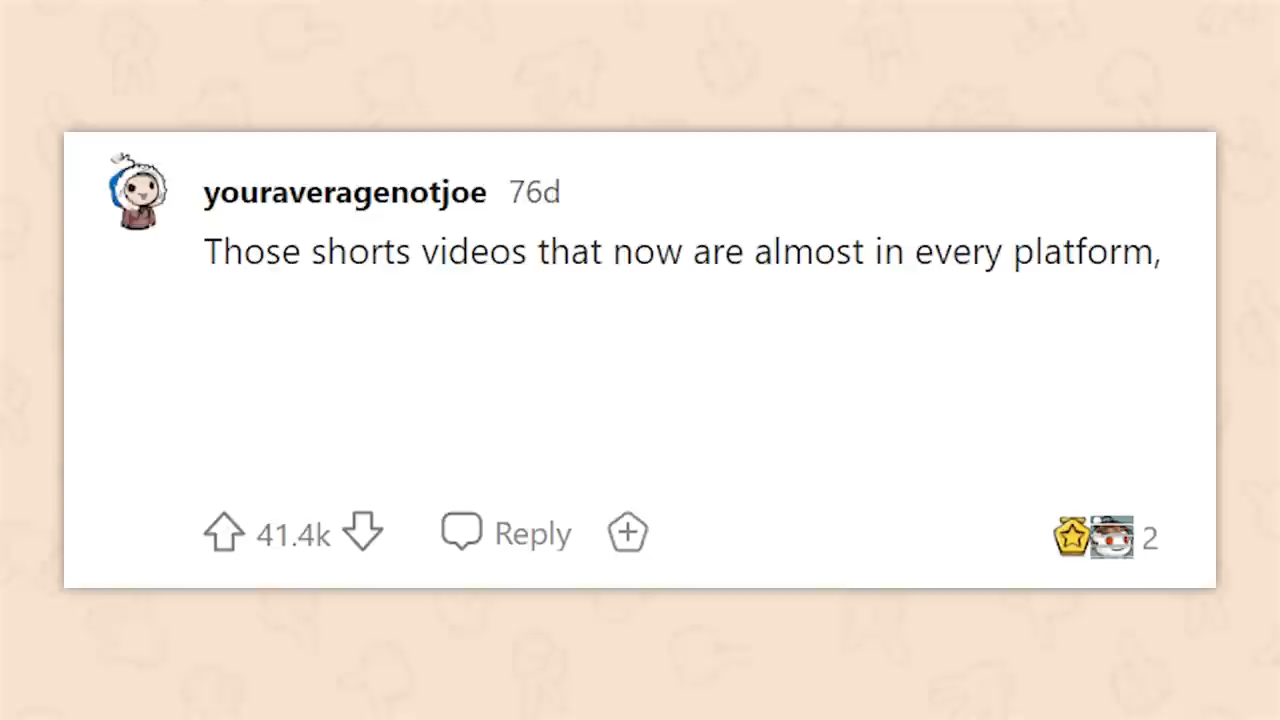 youraveragenotjoe 76d
Those shorts videos that now are almost in every platform,
41.4k Reply 2